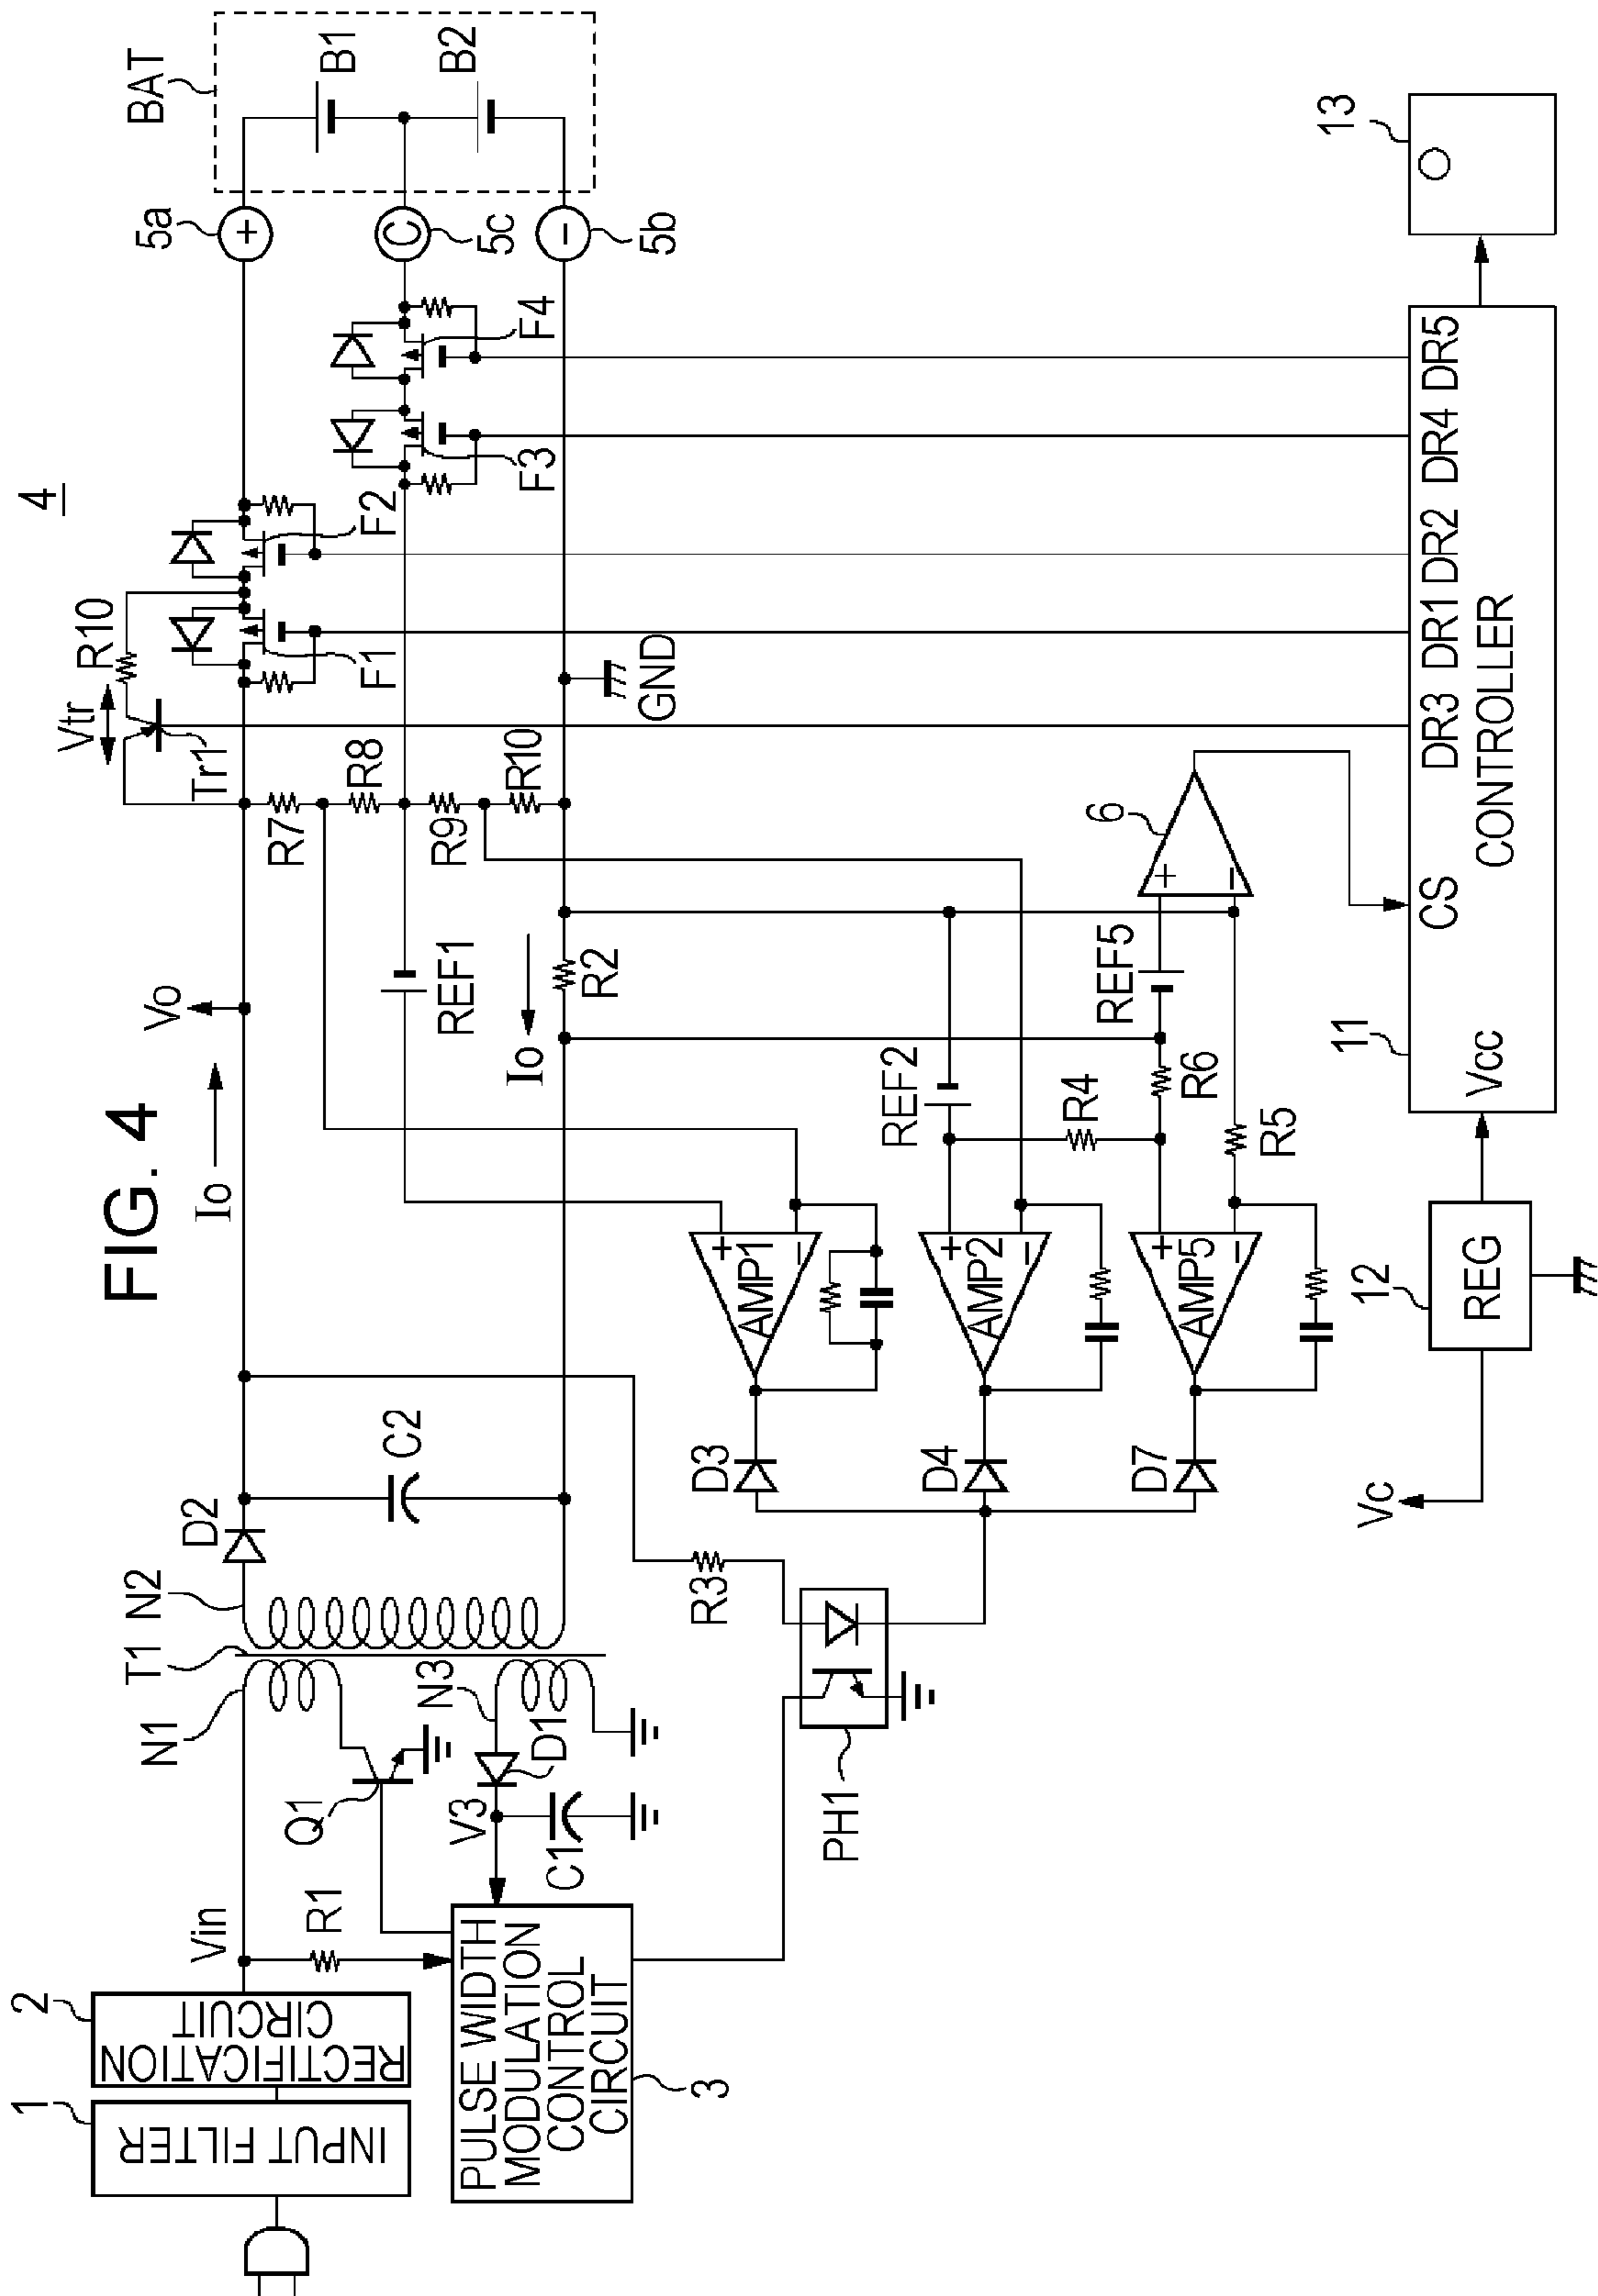 FIG. 4
4
1
INPUT FILTER
2
RECTIFICATION
CIRCUIT
Vin
R1
PULSE WIDTH
MODULATION
CONTROL
CIRCUIT
3
Q1
N1
T1
N2
N3
D1
V3
C1
D2
C2
PH1
R3
D3
D4
D7
Io
Vo
AMP1
+
−
AMP2
+
−
AMP5
+
−
REF1
Io
R2
REF2
R4
R6
R5
REF5
6
+
−
R7
R8
R9
R10
Vtr
Tr1
R10
F1
F2
GND
F3
F4
5a
+
C
5c
−
5b
BAT
B1
B2
Vc
12
REG
11
Vcc
CS
DR3
DR1
DR2
DR4
DR5
CONTROLLER
13